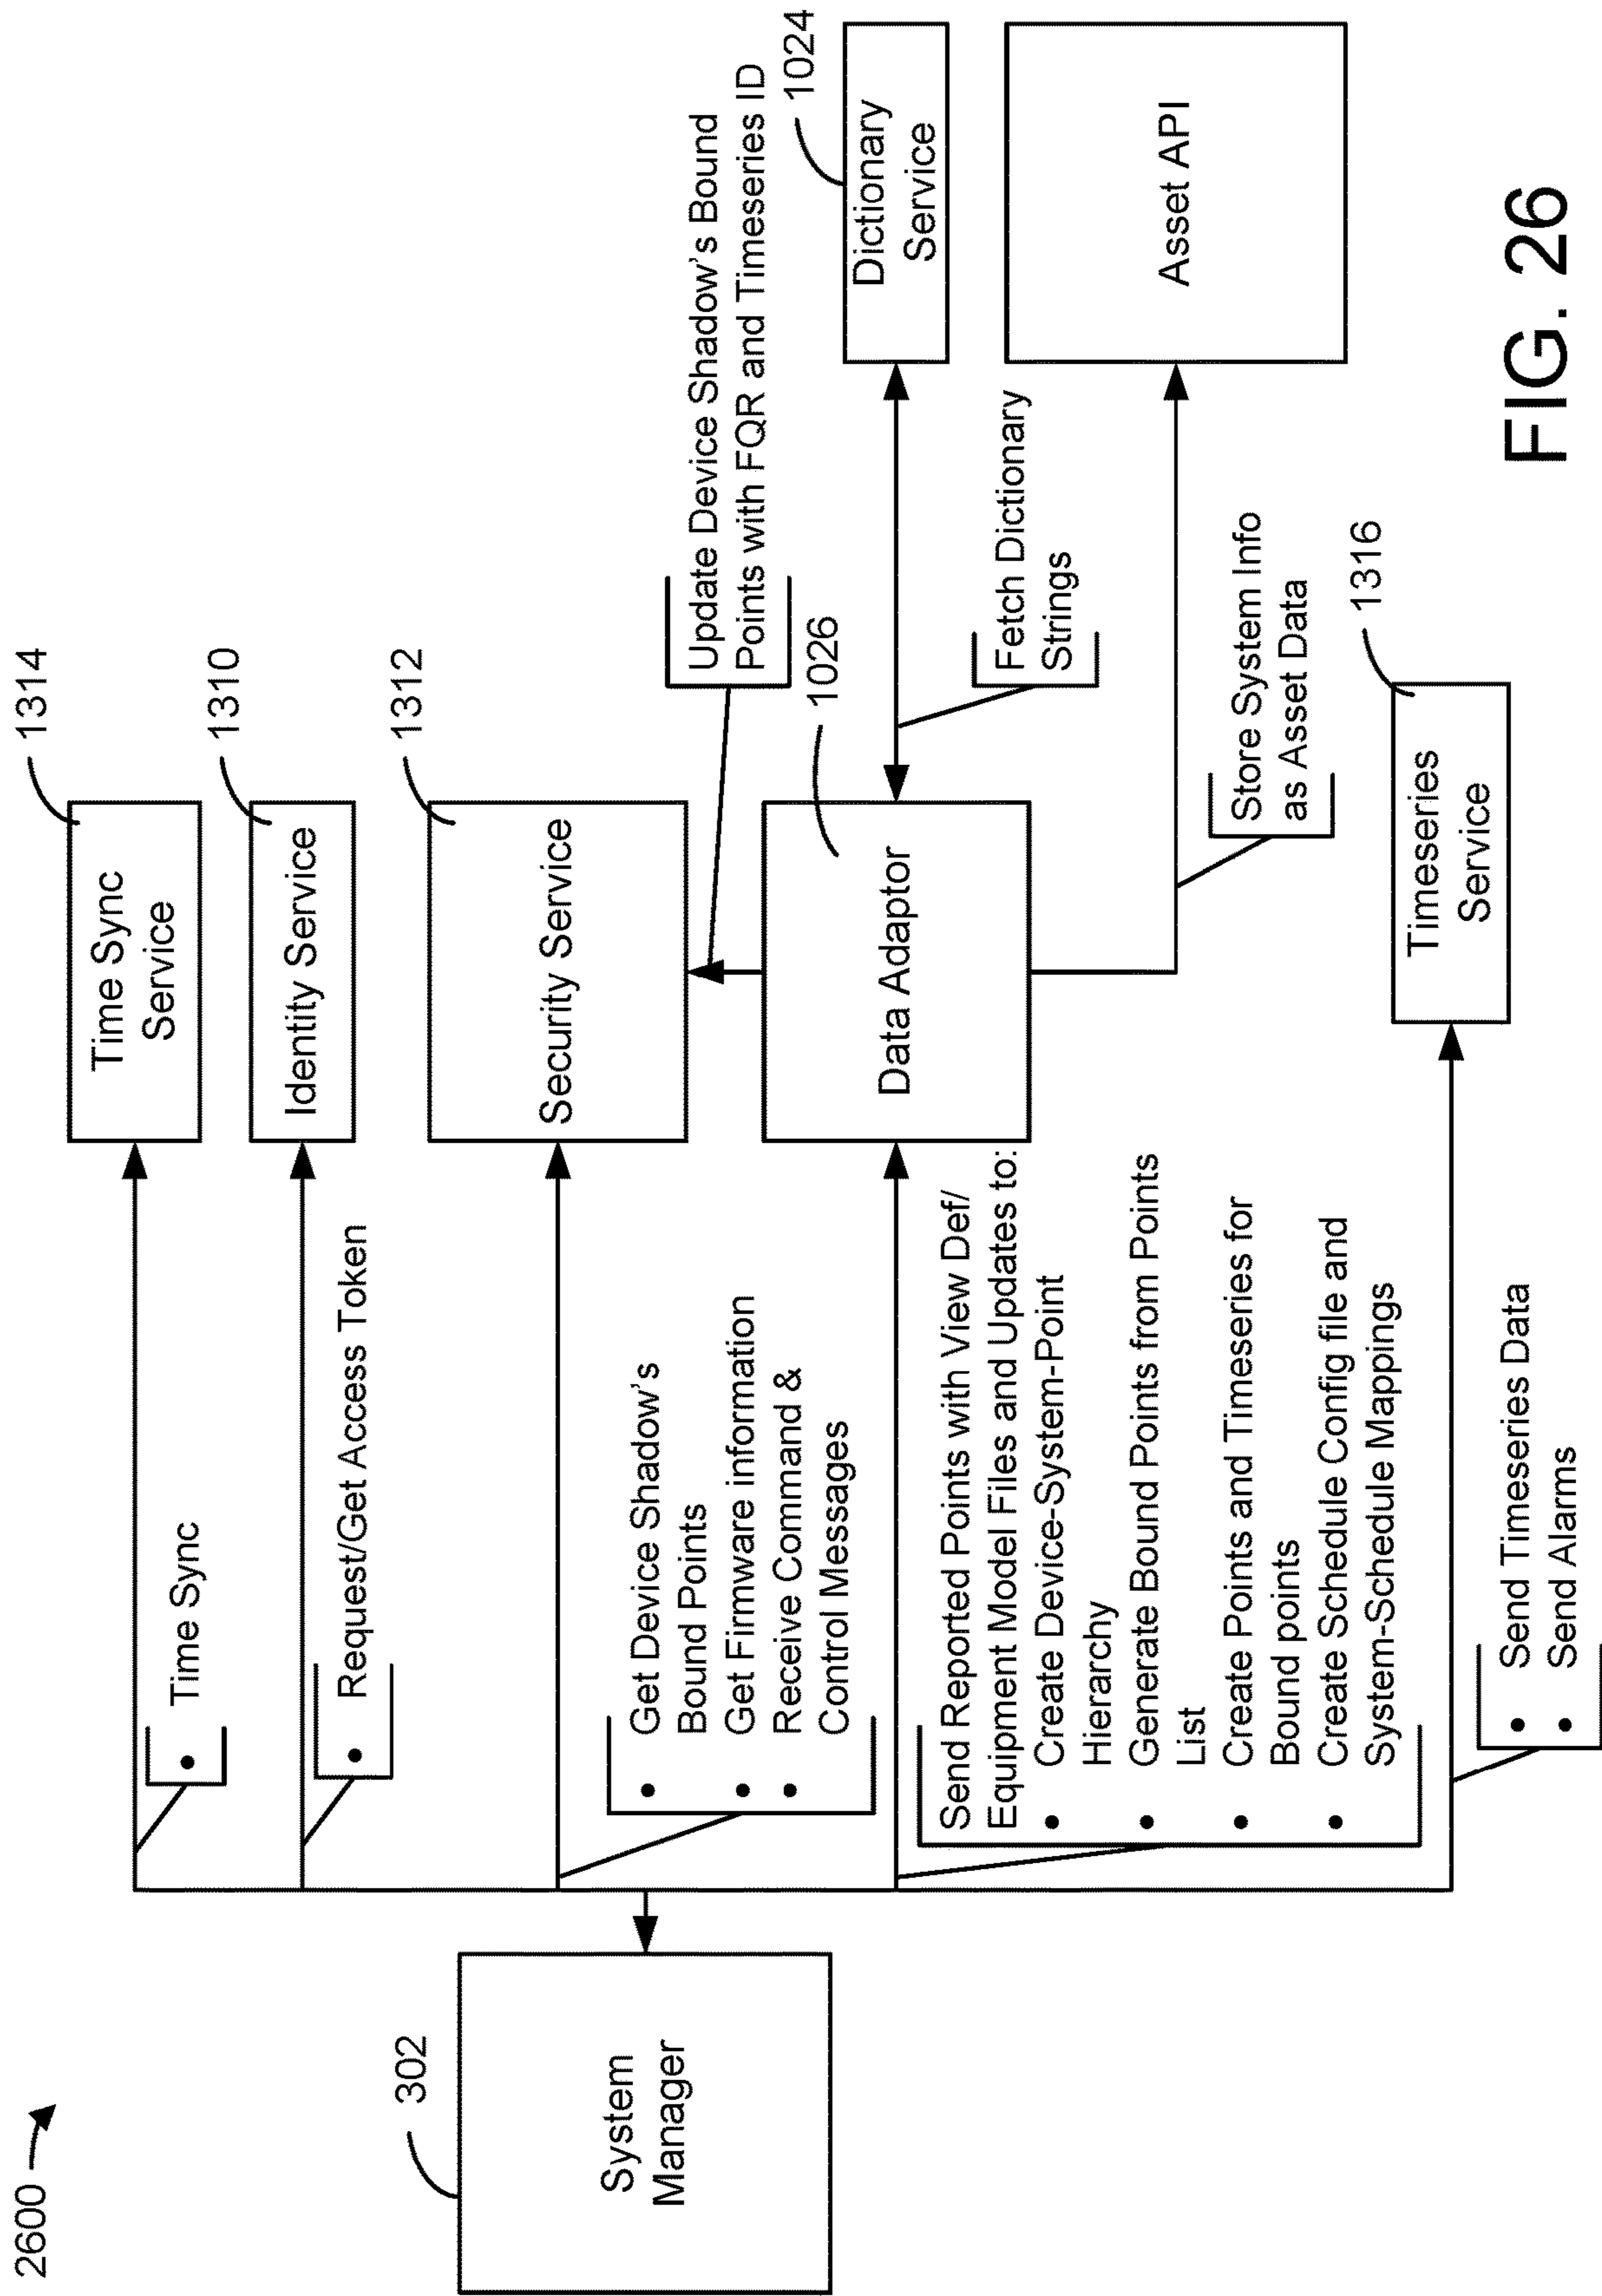 2600
302
System
Manager
Time Sync
Request/Get Access Token
Get Device Shadow's
Bound Points
Get Firmware information
Receive Command &
Control Messages
Send Reported Points with View Def/
Equipment Model Files and Updates to:
• Create Device-System-Point
Hierarchy
• Generate Bound Points from Points
List
• Create Points and Timeseries for
Bound points
• Create Schedule Config file and
System-Schedule Mappings
• Send Timeseries Data
• Send Alarms
1314
Time Sync
Service
1310
Identity Service
1312
Security Service
Update Device Shadow's Bound
Points with FQR and Timeseries ID
1026
Data Adaptor
Fetch Dictionary
Strings
1024
Dictionary
Service
Asset API
Store System Info
as Asset Data
1316
Timeseries
Service
FIG. 26